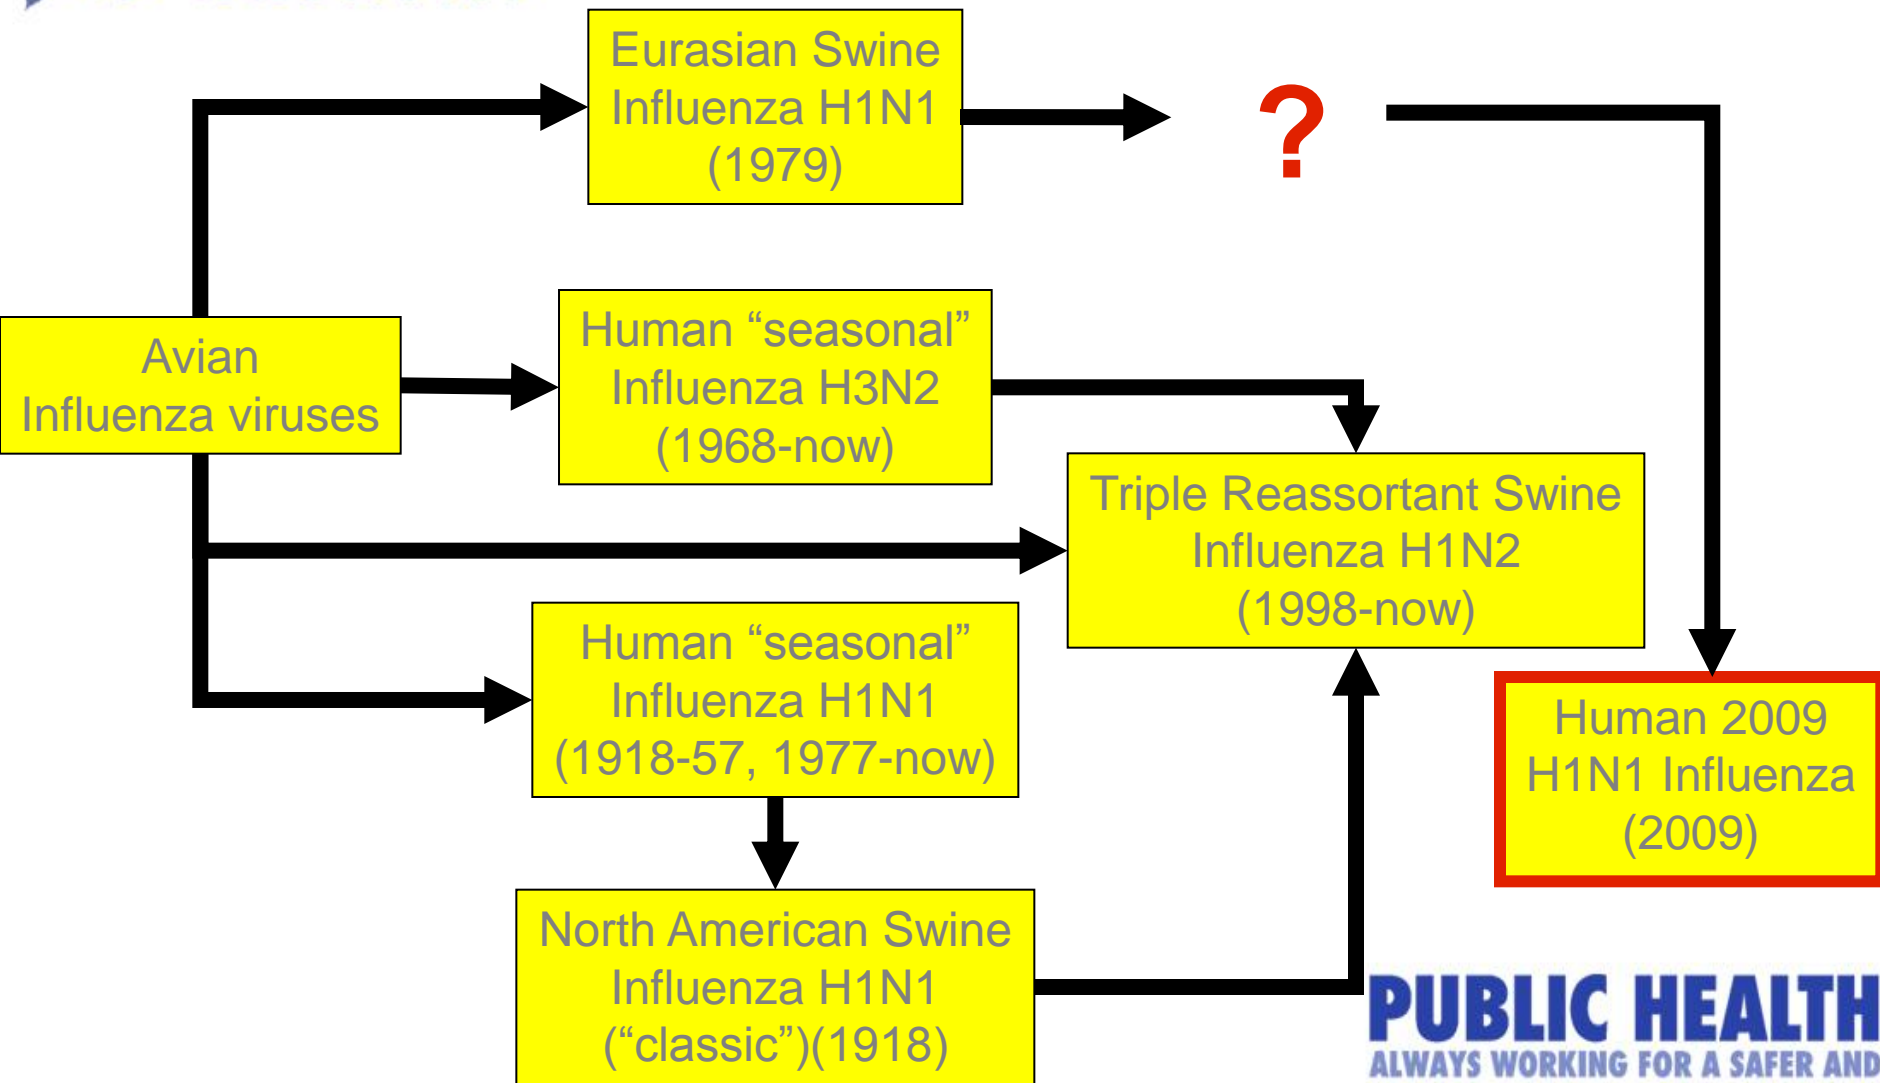 Eurasian Swine
Influenza H1N1
(1979)
?
Avian
Influenza viruses
Human “seasonal”
Influenza H3N2
(1968-now)
Triple Reassortant Swine
Influenza H1N2
(1998-now)
Human “seasonal”
Influenza H1N1
(1918-57, 1977-now)
Human 2009
H1N1 Influenza
(2009)
North American Swine
Influenza H1N1
(“classic”)(1918)
PUBLIC HEALTH
ALWAYS WORKING FOR A SAFER AND